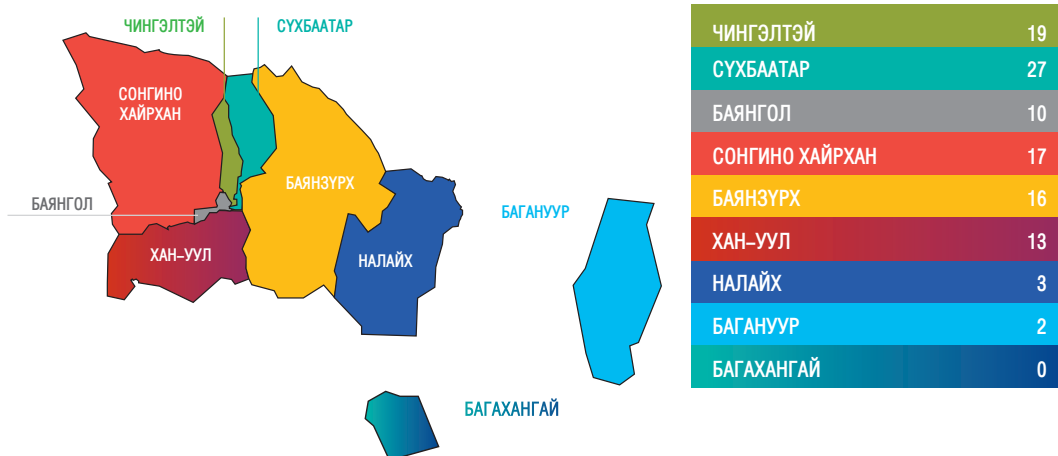 ЧИНГЭЛТЭЙ
СҮХБААТАР
СОНГИНО
ХАЙРХАН
БАЯНЗҮРХ
БАЯНГОЛ
ХАН–УУЛ
НАЛАЙХ
БАГАНУУР
БАГАХАНГАЙ
ЧИНГЭЛТЭЙ 19
СҮХБААТАР 27
БАЯНГОЛ 10
СОНГИНО ХАЙРХАН 17
БАЯНЗҮРХ 16
ХАН–УУЛ 13
НАЛАЙХ 3
БАГАНУУР 2
БАГАХАНГАЙ 0